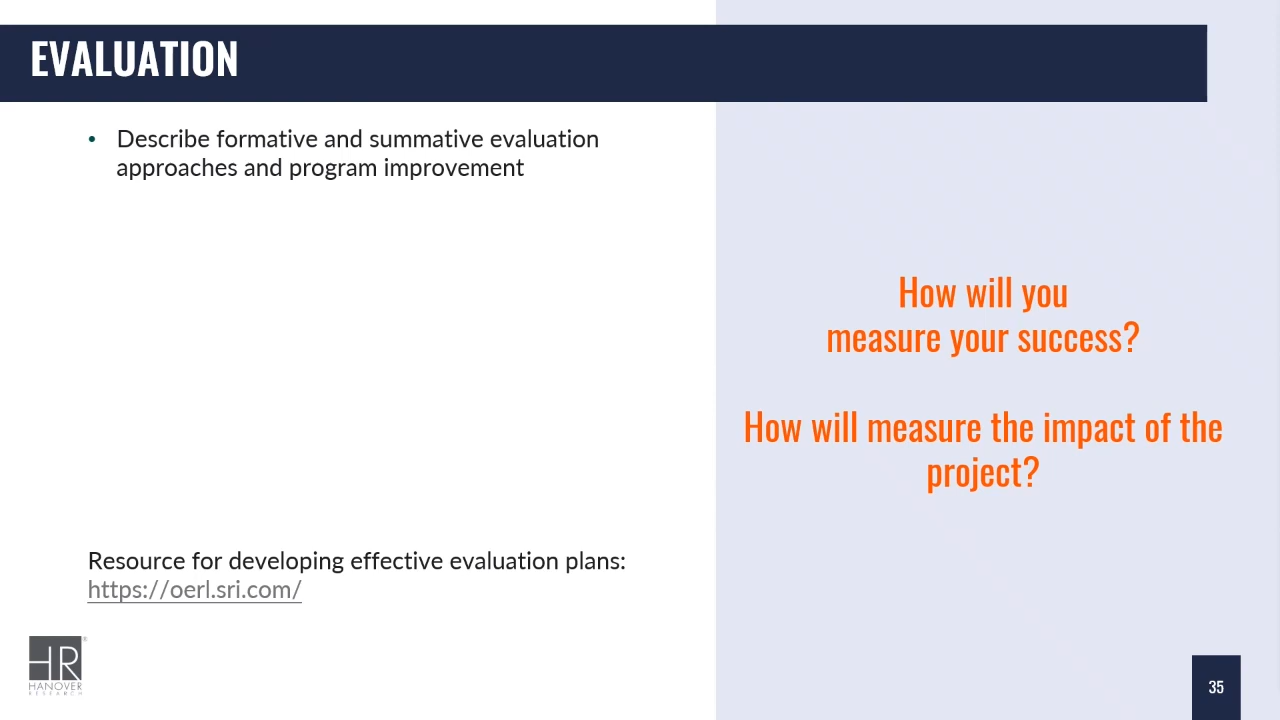 EVALUATION
• Describe formative and summative evaluation
approaches and program improvement
How will you
measure your success?
How will measure the impact of the
project?
Resource for developing effective evaluation plans:
https://oerl.sri.com/
HR®
HANOVER
RESEARCH
35